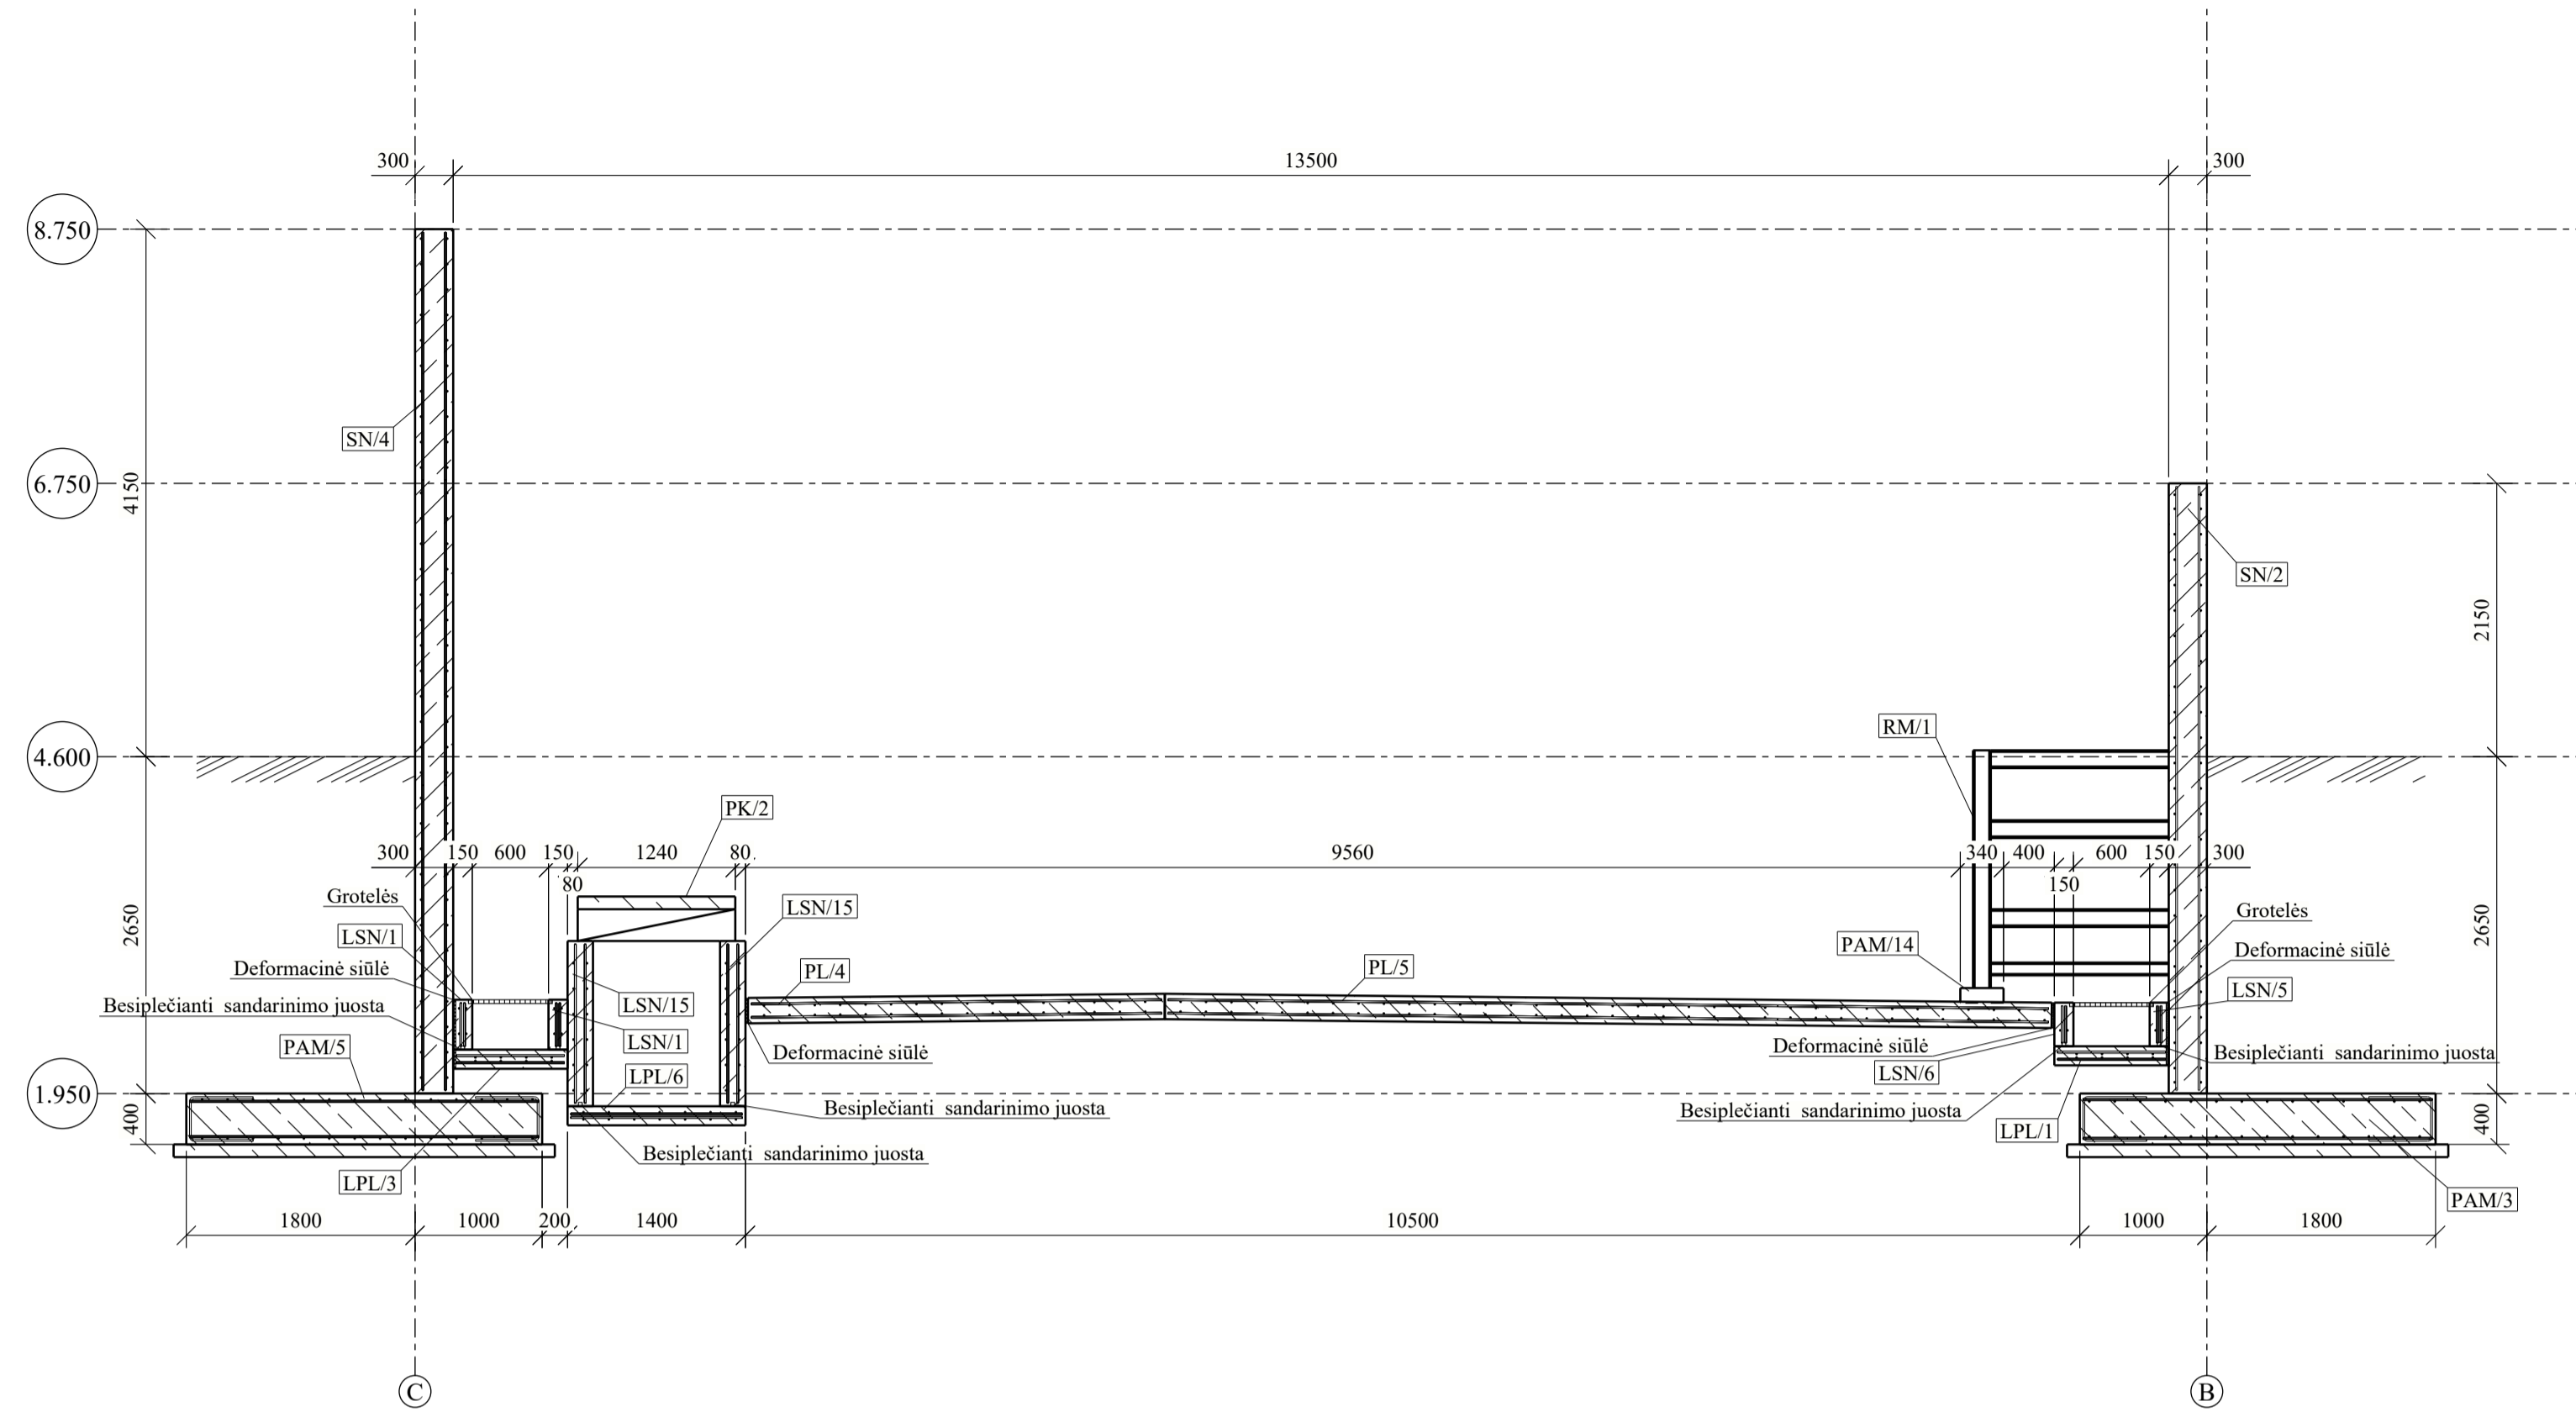 300 13500 300
8.750
SN/4
6.750
4150
SN/2
2150
RM/1
4.600
PK/2
300 150 600 150 1240 80 9560 340 400 600 150 300
80 150
Grotelės
LSN/15
Grotelės
2650
LSN/1
PAM/14
Deformacinė siūlė
2650
Deformacinė siūlė
PL/4
PL/5
LSN/5
Besiplečianti sandarinimo juosta
LSN/15
PAM/5
LSN/1
Deformacinė siūlė
Deformacinė siūlė
Besiplečianti sandarinimo juosta
LPL/6
LSN/6
1.950
400
Besiplečianti sandarinimo juosta
Besiplečianti sandarinimo juosta
400
LPL/1
Besiplečianti sandarinimo juosta
LPL/3
PAM/3
1800 1000 200 1400 10500 1000 1800
C B